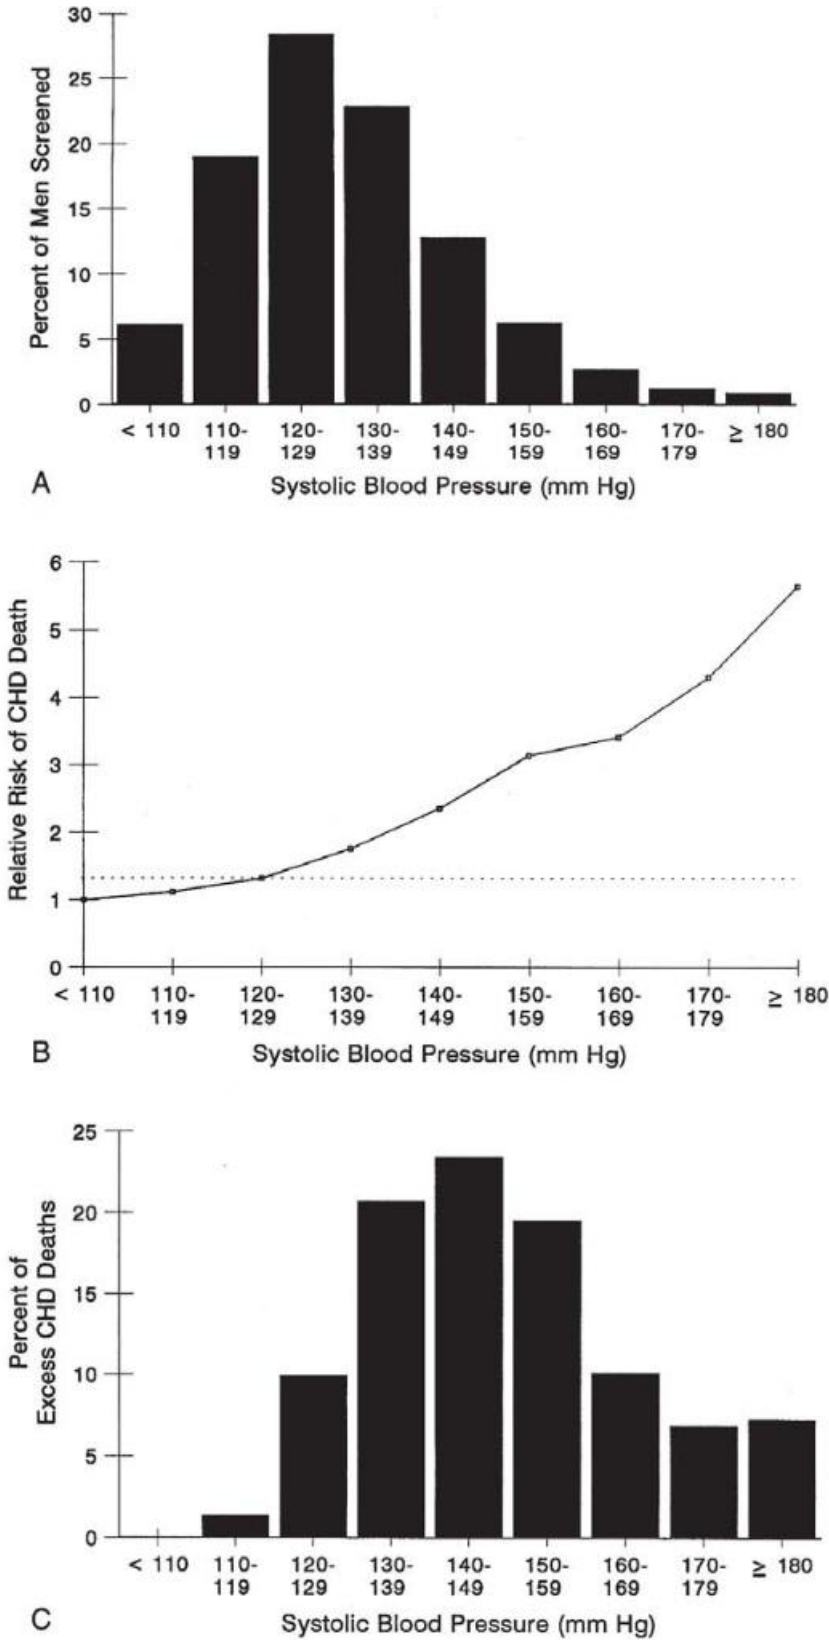 30
25
20
15
10
5
0
Percent of Men Screened
< 110 110- 120- 130- 140- 150- 160- 170- ≥ 180
119 129 139 149 159 169 179
A
Systolic Blood Pressure (mm Hg)
6
5
4
3
2
1
0
Relative Risk of CHD Death
< 110 110- 120- 130- 140- 150- 160- 170- ≥ 180
119 129 139 149 159 169 179
B
Systolic Blood Pressure (mm Hg)
25
20
15
10
5
0
Percent of
Excess CHD Deaths
< 110 110- 120- 130- 140- 150- 160- 170- ≥ 180
119 129 139 149 159 169 179
C
Systolic Blood Pressure (mm Hg)